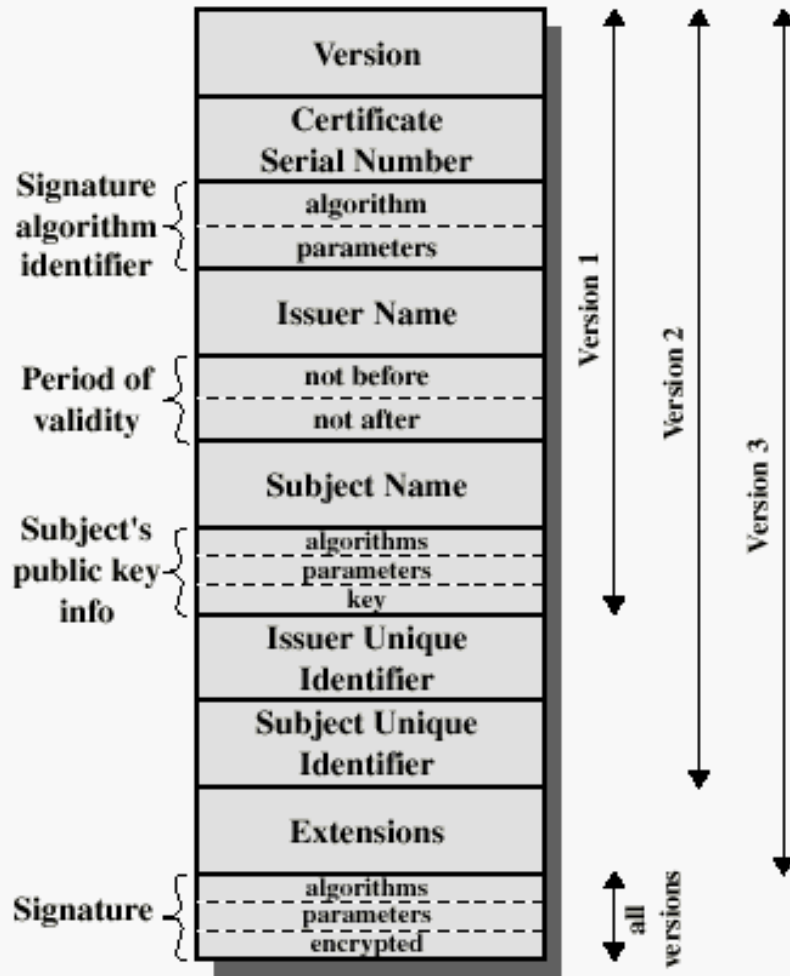 Version
Certificate
Serial Number
Signature
algorithm
identifier
algorithm
parameters
Issuer Name
Period of
validity
not before
not after
Subject Name
Subject's
public key
info
algorithms
parameters
key
Issuer Unique
Identifier
Subject Unique
Identifier
Extensions
Signature
algorithms
parameters
encrypted
Version 1
Version 2
Version 3
all
versions